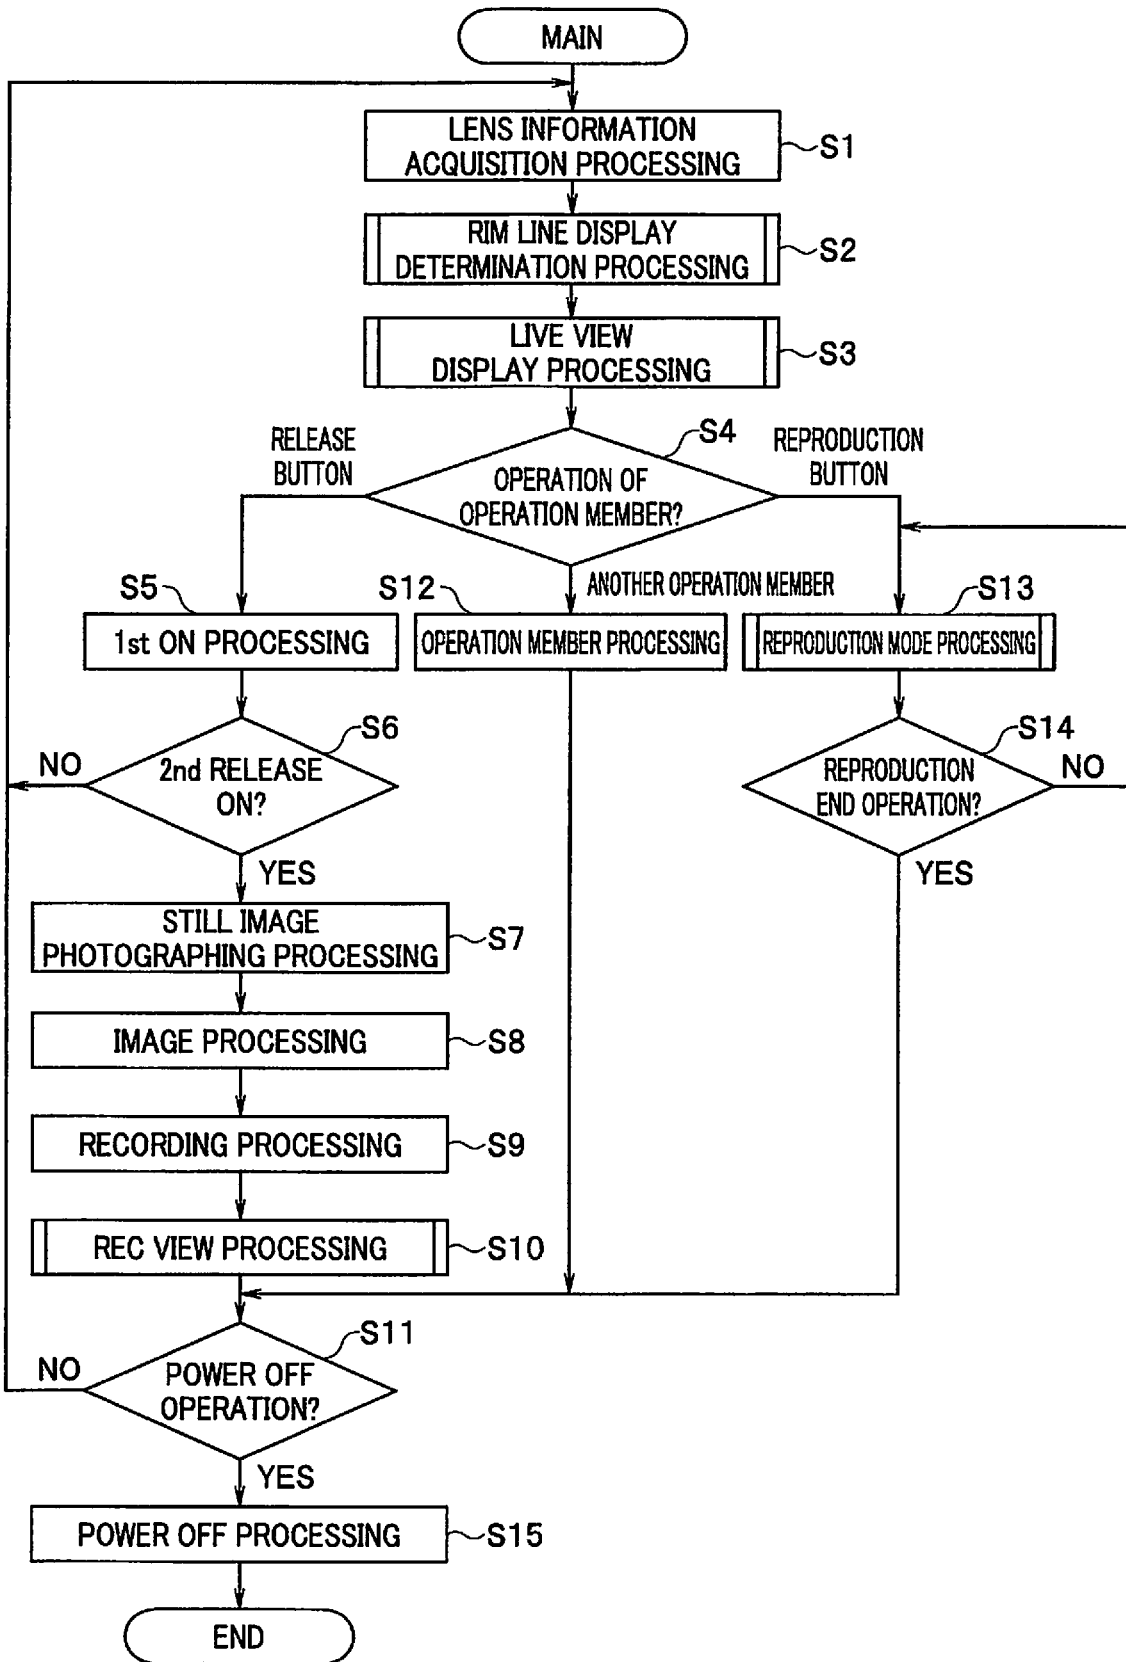 MAIN
LENS INFORMATION
ACQUISITION PROCESSING
S1
RIM LINE DISPLAY
DETERMINATION PROCESSING
S2
LIVE VIEW
DISPLAY PROCESSING
S3
RELEASE
BUTTON
S4
REPRODUCTION
BUTTON
OPERATION OF
OPERATION MEMBER?
ANOTHER OPERATION MEMBER
S5
S12
S13
1st ON PROCESSING
OPERATION MEMBER PROCESSING
REPRODUCTION MODE PROCESSING
S6
NO
2nd RELEASE
ON?
YES
S14
REPRODUCTION
END OPERATION?
NO
YES
STILL IMAGE
PHOTOGRAPHING PROCESSING
S7
IMAGE PROCESSING
S8
RECORDING PROCESSING
S9
REC VIEW PROCESSING
S10
S11
NO
POWER OFF
OPERATION?
YES
POWER OFF PROCESSING
S15
END